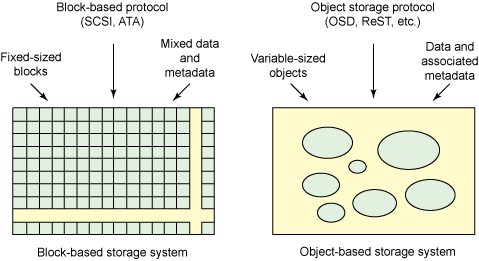 Block-based protocol
(SCSI, ATA)
Fixed-sized
blocks
Mixed data
and
metadata
Block-based storage system
Object storage protocol
(OSD, ReST, etc.)
Variable-sized
objects
Data and
associated
metadata
Object-based storage system